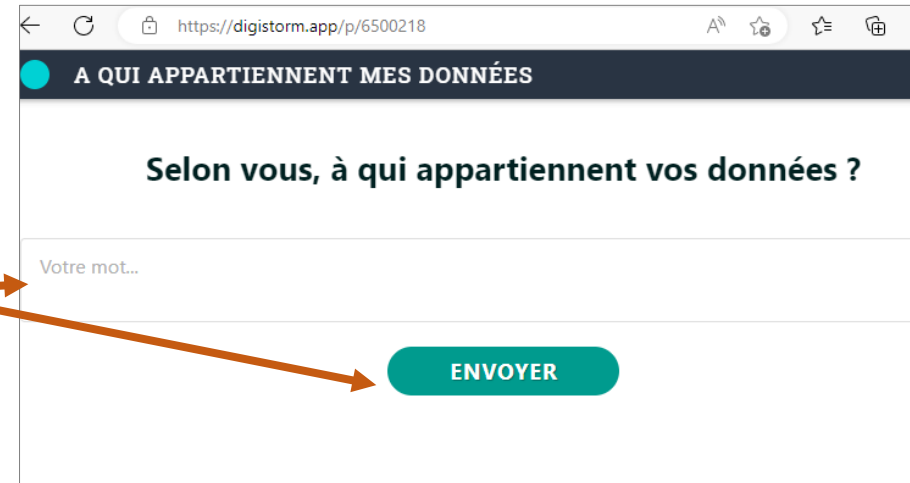 https://digistorm.app/p/6500218
A QUI APPARTIENNENT MES DONNÉES
Selon vous, à qui appartiennent vos données ?
Votre mot...
ENVOYER